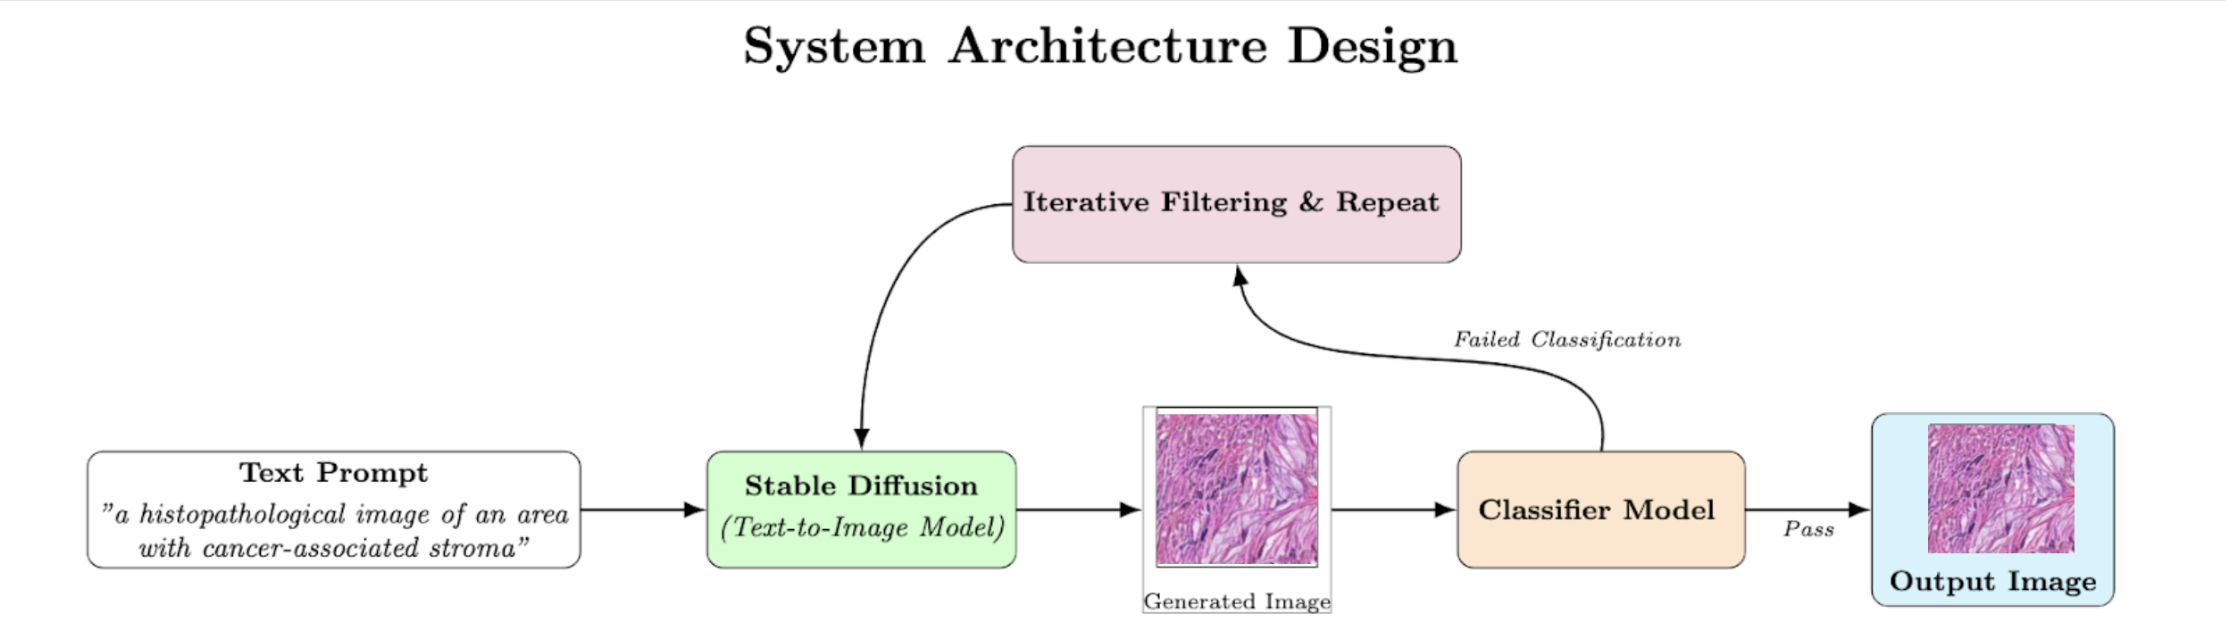 System Architecture Design
Iterative Filtering & Repeat
Failed Classification
Text Prompt
"a histopathological image of an area
with cancer-associated stroma"
Stable Diffusion
(Text-to-Image Model)
Generated Image
Classifier Model
Pass
Output Image